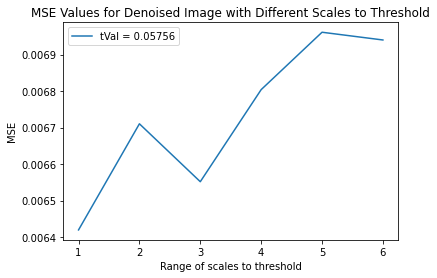 MSE Values for Denoised Image with Different Scales to Threshold
tVal = 0.05756
0.0069
0.0068
0.0067
0.0066
0.0065
0.0064
MSE
1 2 3 4 5 6
Range of scales to threshold